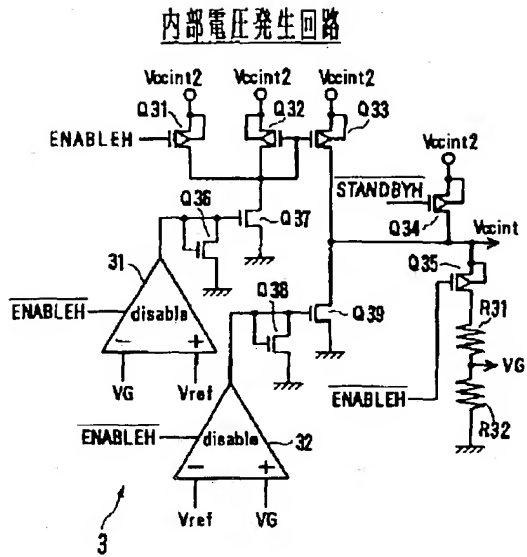 内部電圧発生回路
Vccint2 Vccint2 Vccint2
Q31 Q32 Q33
ENABLEH
Vccint2
STANDBYH
Q34
Vccint
Q36
Q37
Q35
31
R31
Q38
ENABLEH
disable
Q39
VG
- +
VG Vref
ENABLEH
R32
ENABLEH
disable
32
- +
Vref VG
3